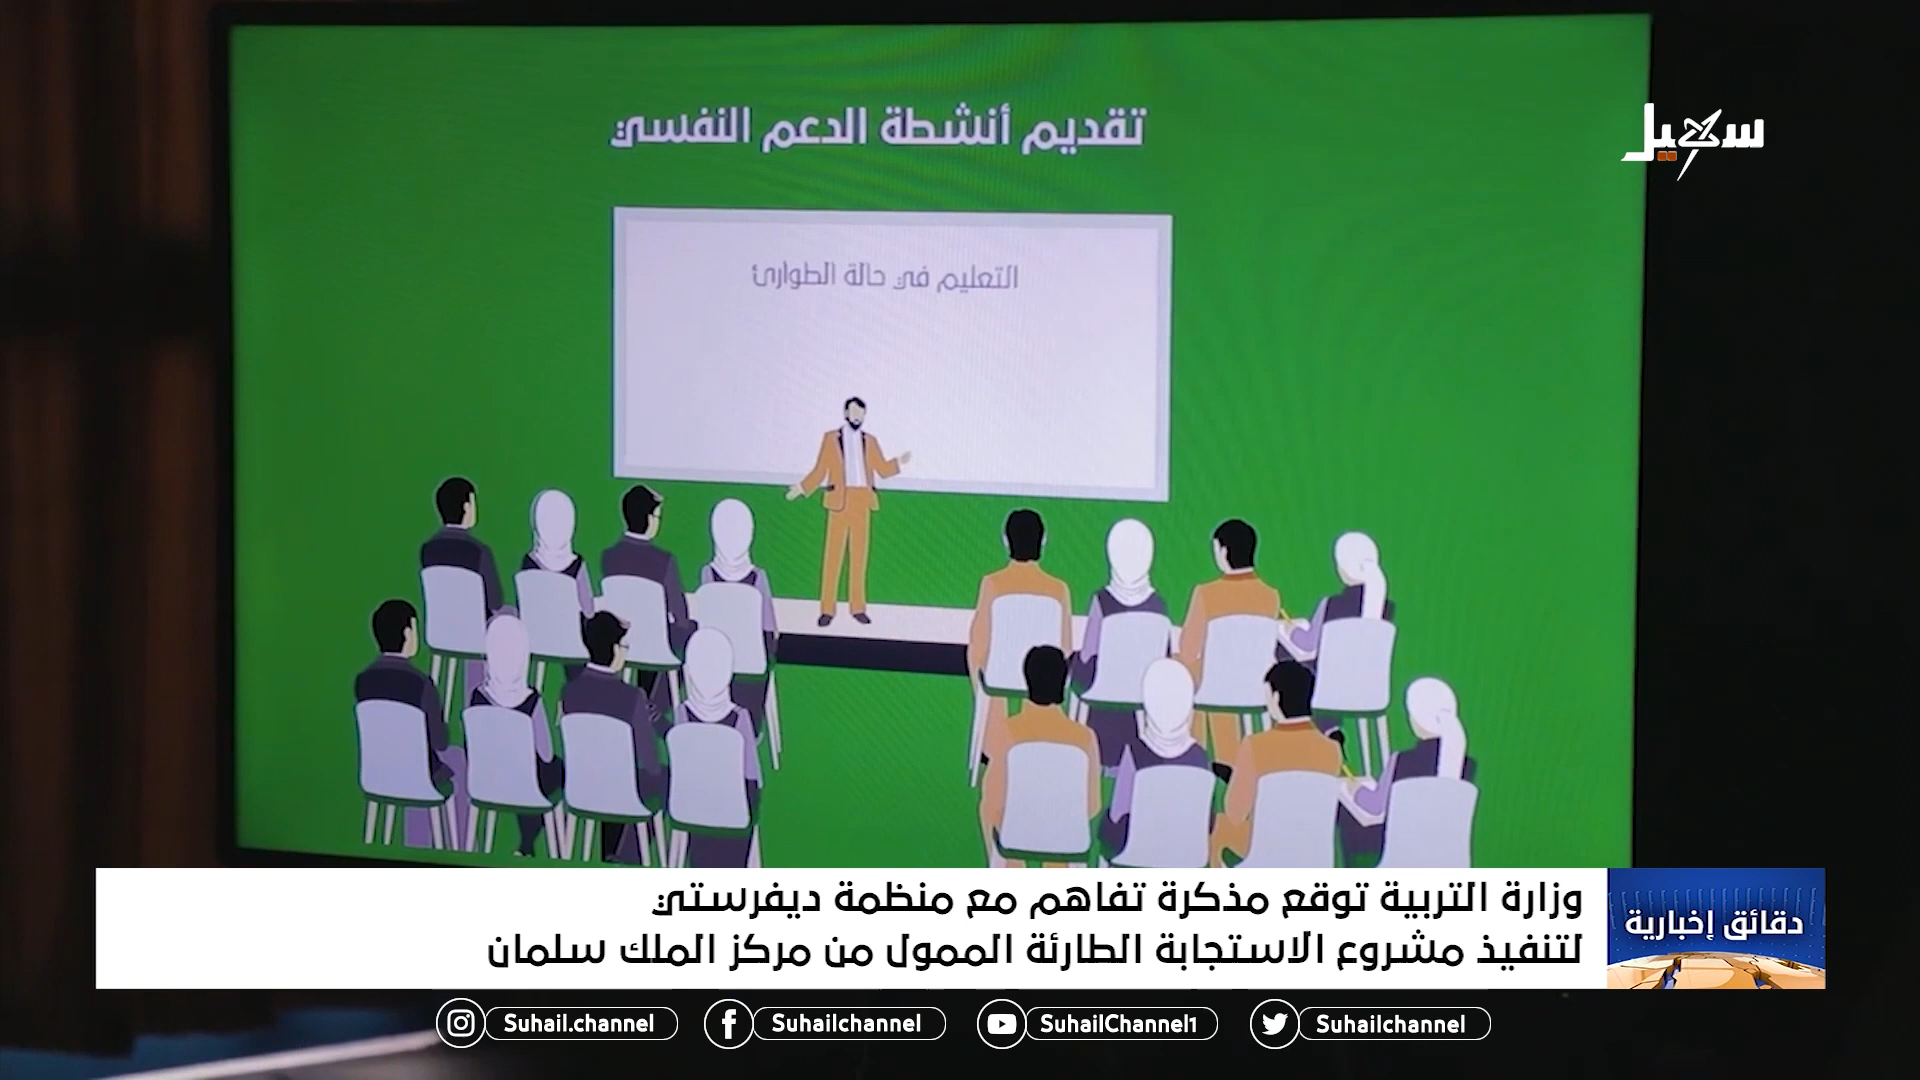 تقديم أنشطة الدعم النفسي
سهيل
التعليم في حالة الطوارئ
دقائق إخبارية
وزارة التربية توقع مذكرة تفاهم مع منظمة ديفرستي
لتنفيذ مشروع الاستجابة الطارئة الممول من مركز الملك سلمان
Suhail.channel
Suhailchannel
SuhailChannel1
Suhailchannel